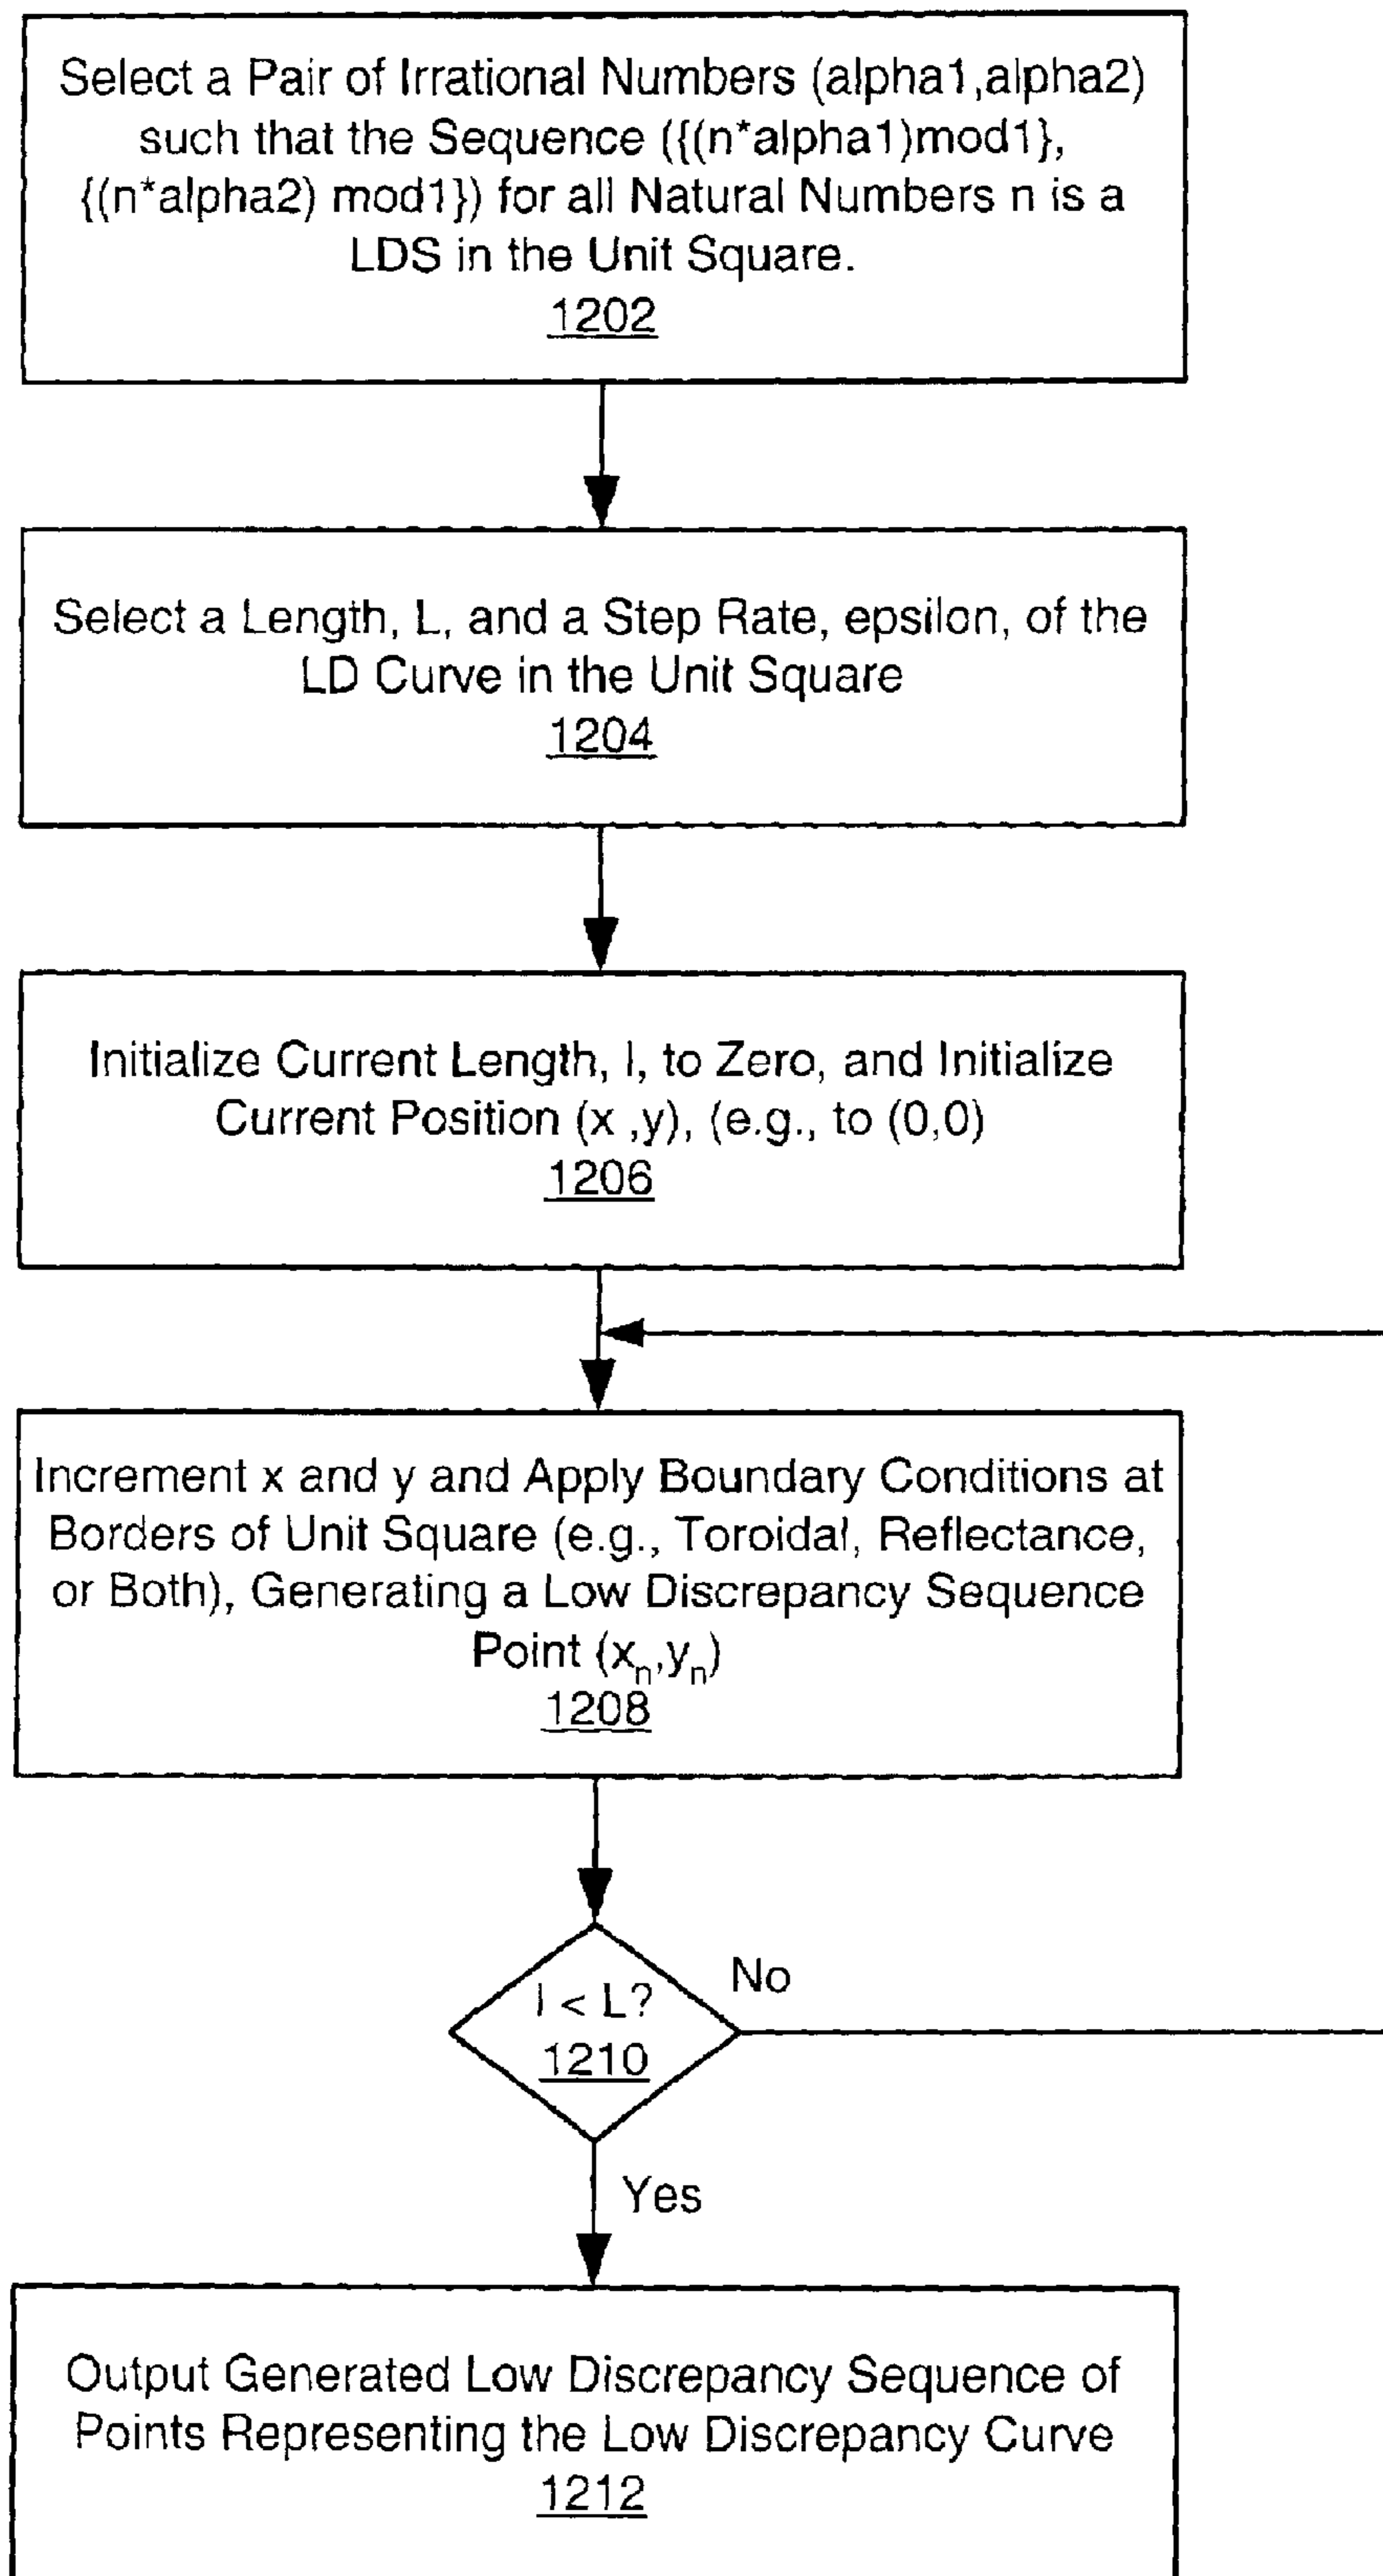 Select a Pair of Irrational Numbers (alpha1,alpha2)
such that the Sequence ({(n*alpha1)mod1},
{(n*alpha2) mod1}) for all Natural Numbers n is a
LDS in the Unit Square.
1202
Select a Length, L, and a Step Rate, epsilon, of the
LD Curve in the Unit Square
1204
Initialize Current Length, l, to Zero, and Initialize
Current Position (x ,y), (e.g., to (0,0)
1206
Increment x and y and Apply Boundary Conditions at
Borders of Unit Square (e.g., Toroidal, Reflectance,
or Both), Generating a Low Discrepancy Sequence
Point (xn,yn)
1208
l < L?
1210
No
Yes
Output Generated Low Discrepancy Sequence of
Points Representing the Low Discrepancy Curve
1212